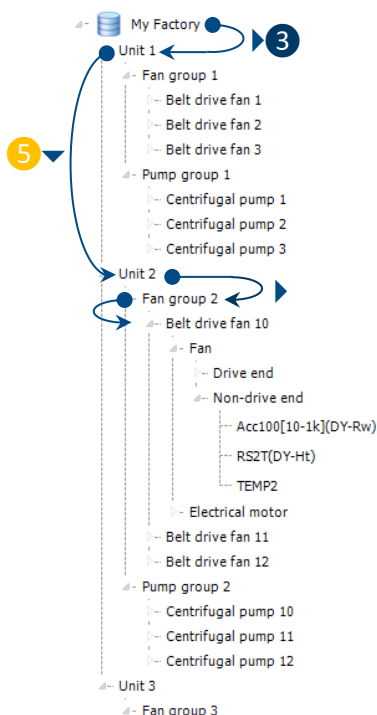 My Factory
3
Unit 1
Fan group 1
Belt drive fan 1
Belt drive fan 2
5
Belt drive fan 3
Pump group 1
Centrifugal pump 1
Centrifugal pump 2
Centrifugal pump 3
Unit 2
Fan group 2
Belt drive fan 10
Fan
Drive end
Non-drive end
Acc100[10-1k](DY-Rw)
RS2T(DY-Ht)
TEMP2
Electrical motor
Belt drive fan 11
Belt drive fan 12
Pump group 2
Centrifugal pump 10
Centrifugal pump 11
Centrifugal pump 12
Unit 3
Fan group 3